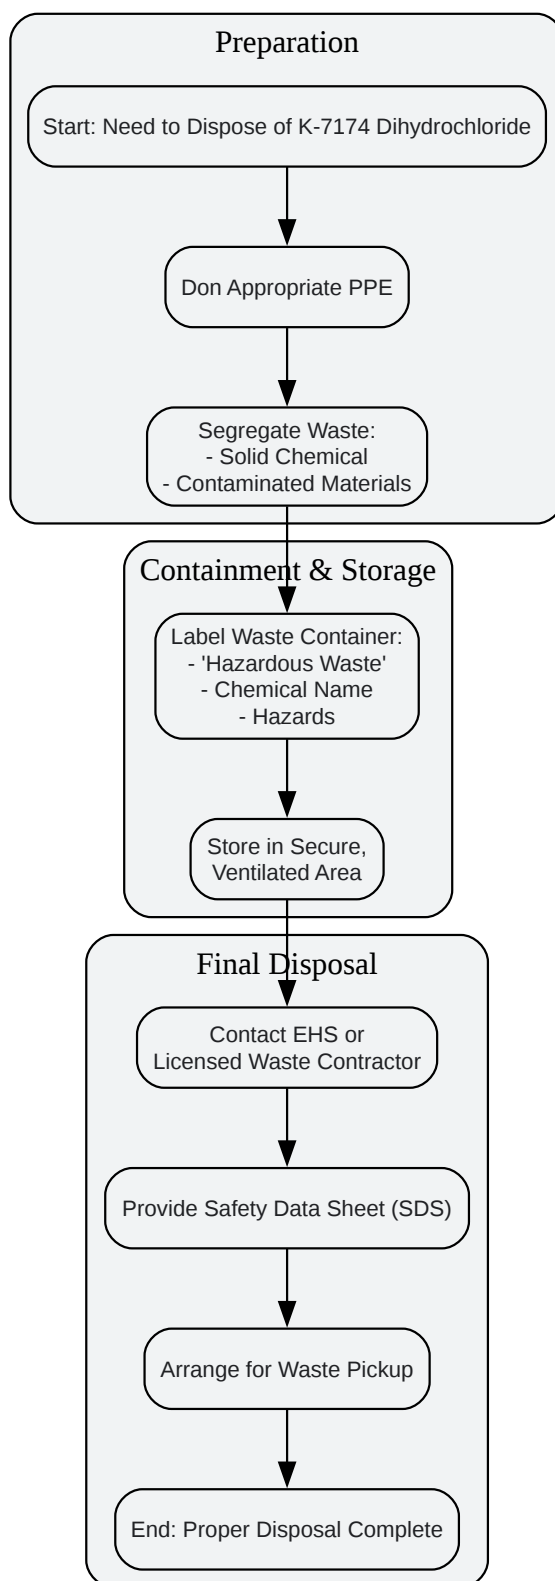 Preparation
Start: Need to Dispose of K-7174 Dihydrochloride
Don Appropriate PPE
Segregate Waste:
- Solid Chemical
- Contaminated Materials
Containment & Storage
Label Waste Container:
- 'Hazardous Waste'
- Chemical Name
- Hazards
Store in Secure,
Ventilated Area
Final Disposal
Contact EHS or
Licensed Waste Contractor
Provide Safety Data Sheet (SDS)
Arrange for Waste Pickup
End: Proper Disposal Complete